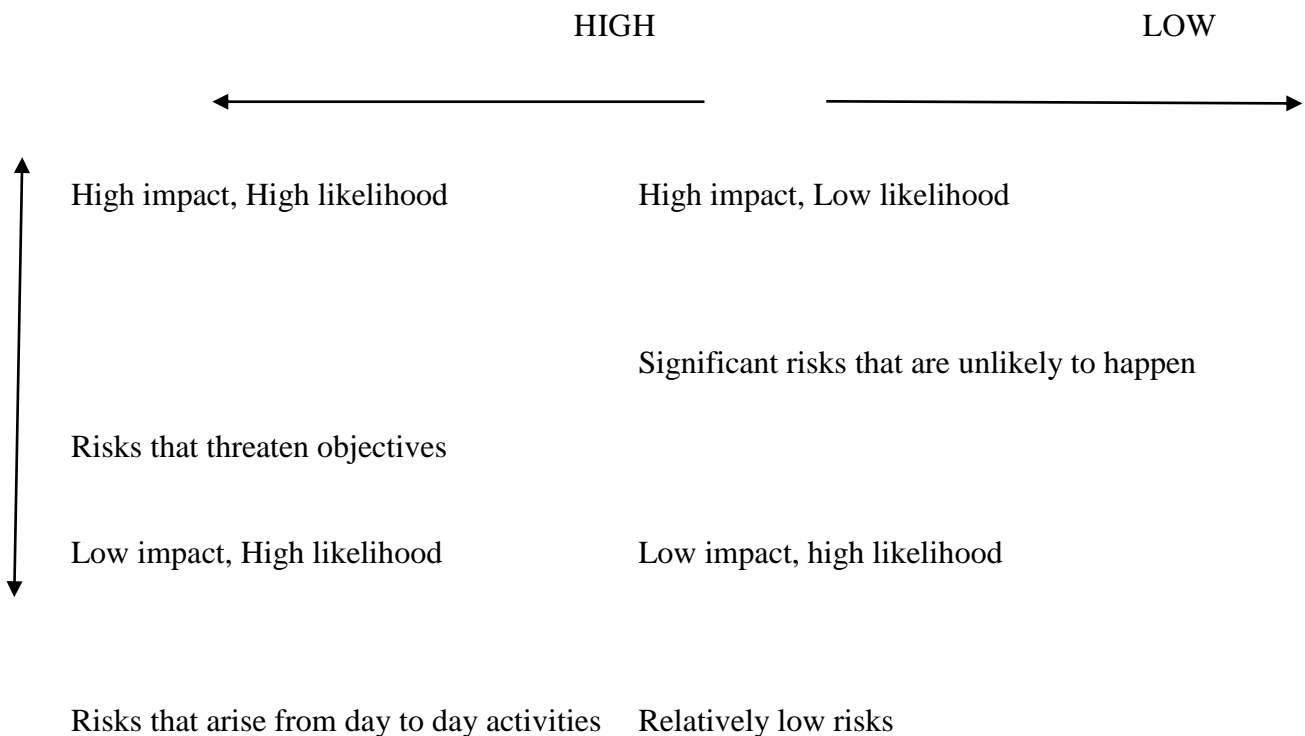 HIGH LOW
High impact, High likelihood High impact, Low likelihood
Significant risks that are unlikely to happen
Risks that threaten objectives
Low impact, High likelihood Low impact, high likelihood
Risks that arise from day to day activities Relatively low risks